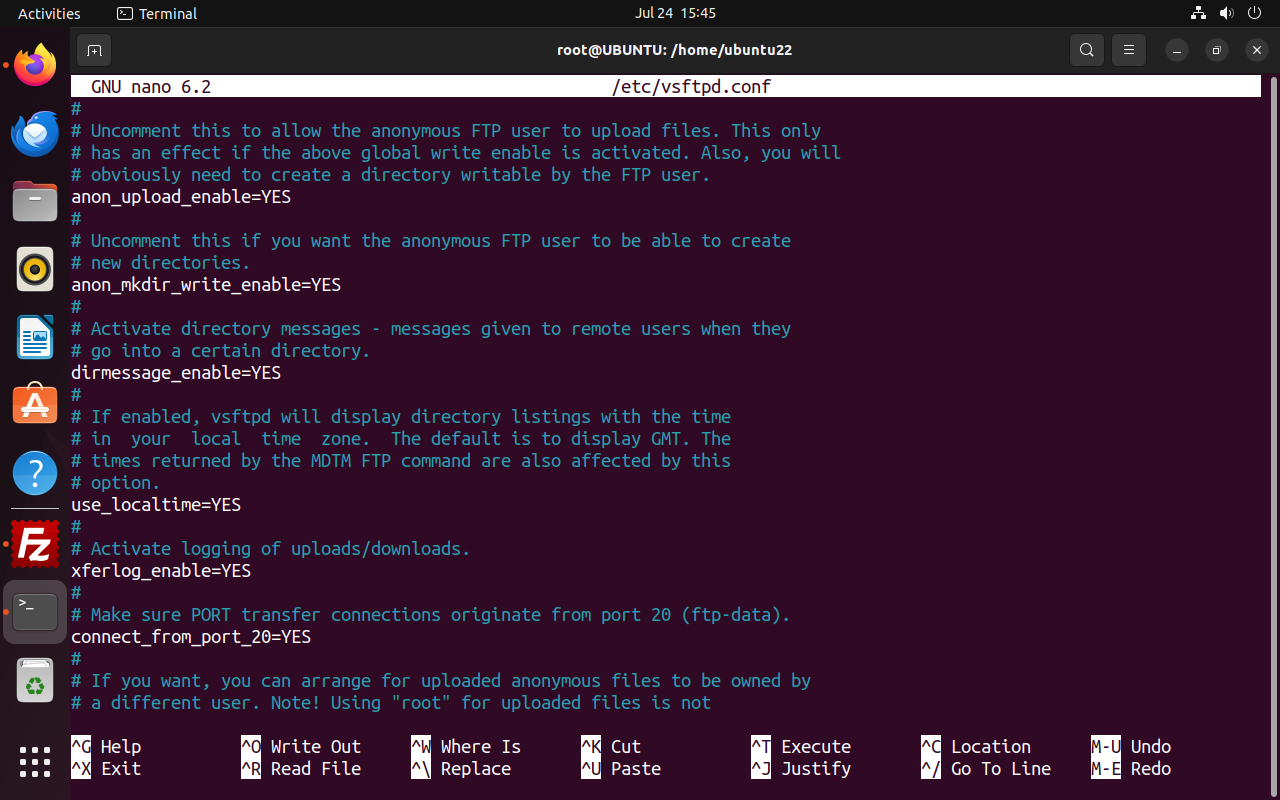 Activities Terminal Jul 24 15:45
root@UBUNTU: /home/ubuntu22
GNU nano 6.2 /etc/vsftpd.conf
#
# Uncomment this to allow the anonymous FTP user to upload files. This only
# has an effect if the above global write enable is activated. Also, you will
# obviously need to create a directory writable by the FTP user.
anon_upload_enable=YES
#
# Uncomment this if you want the anonymous FTP user to be able to create
# new directories.
anon_mkdir_write_enable=YES
#
# Activate directory messages - messages given to remote users when they
# go into a certain directory.
dirmessage_enable=YES
#
# If enabled, vsftpd will display directory listings with the time
# in  your  local  time  zone.  The default is to display GMT. The
# times returned by the MDTM FTP command are also affected by this
# option.
use_localtime=YES
#
# Activate logging of uploads/downloads.
xferlog_enable=YES
#
# Make sure PORT transfer connections originate from port 20 (ftp-data).
connect_from_port_20=YES
#
# If you want, you can arrange for uploaded anonymous files to be owned by
# a different user. Note! Using "root" for uploaded files is not
^G Help ^O Write Out ^W Where Is ^K Cut ^T Execute ^C Location M-U Undo
^X Exit ^R Read File ^\ Replace ^U Paste ^J Justify ^/ Go To Line M-E Redo